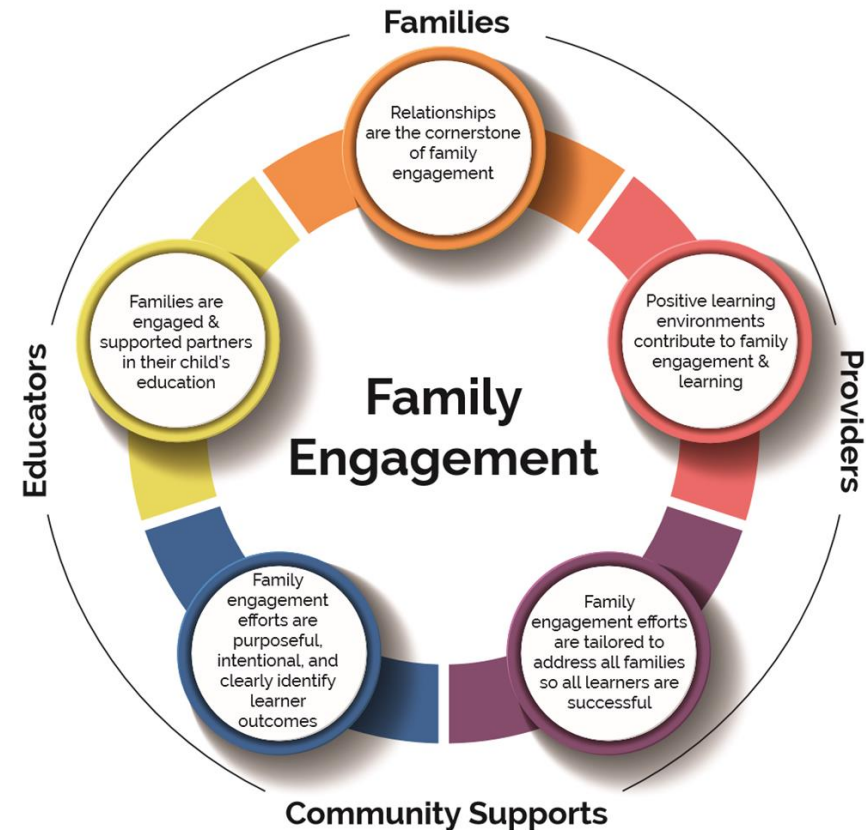 Families
Relationships
are the cornerstone
of family
engagement
Positive learning
environments
contribute to family
engagement &
learning
Providers
Family
engagement efforts
are tailored to
address all families
so all learners are
successful
Community Supports
Family
engagement
efforts are
purposeful,
intentional, and
clearly identify
learner
outcomes
Educators
Families are
engaged &
supported partners
in their child's
education
Family
Engagement